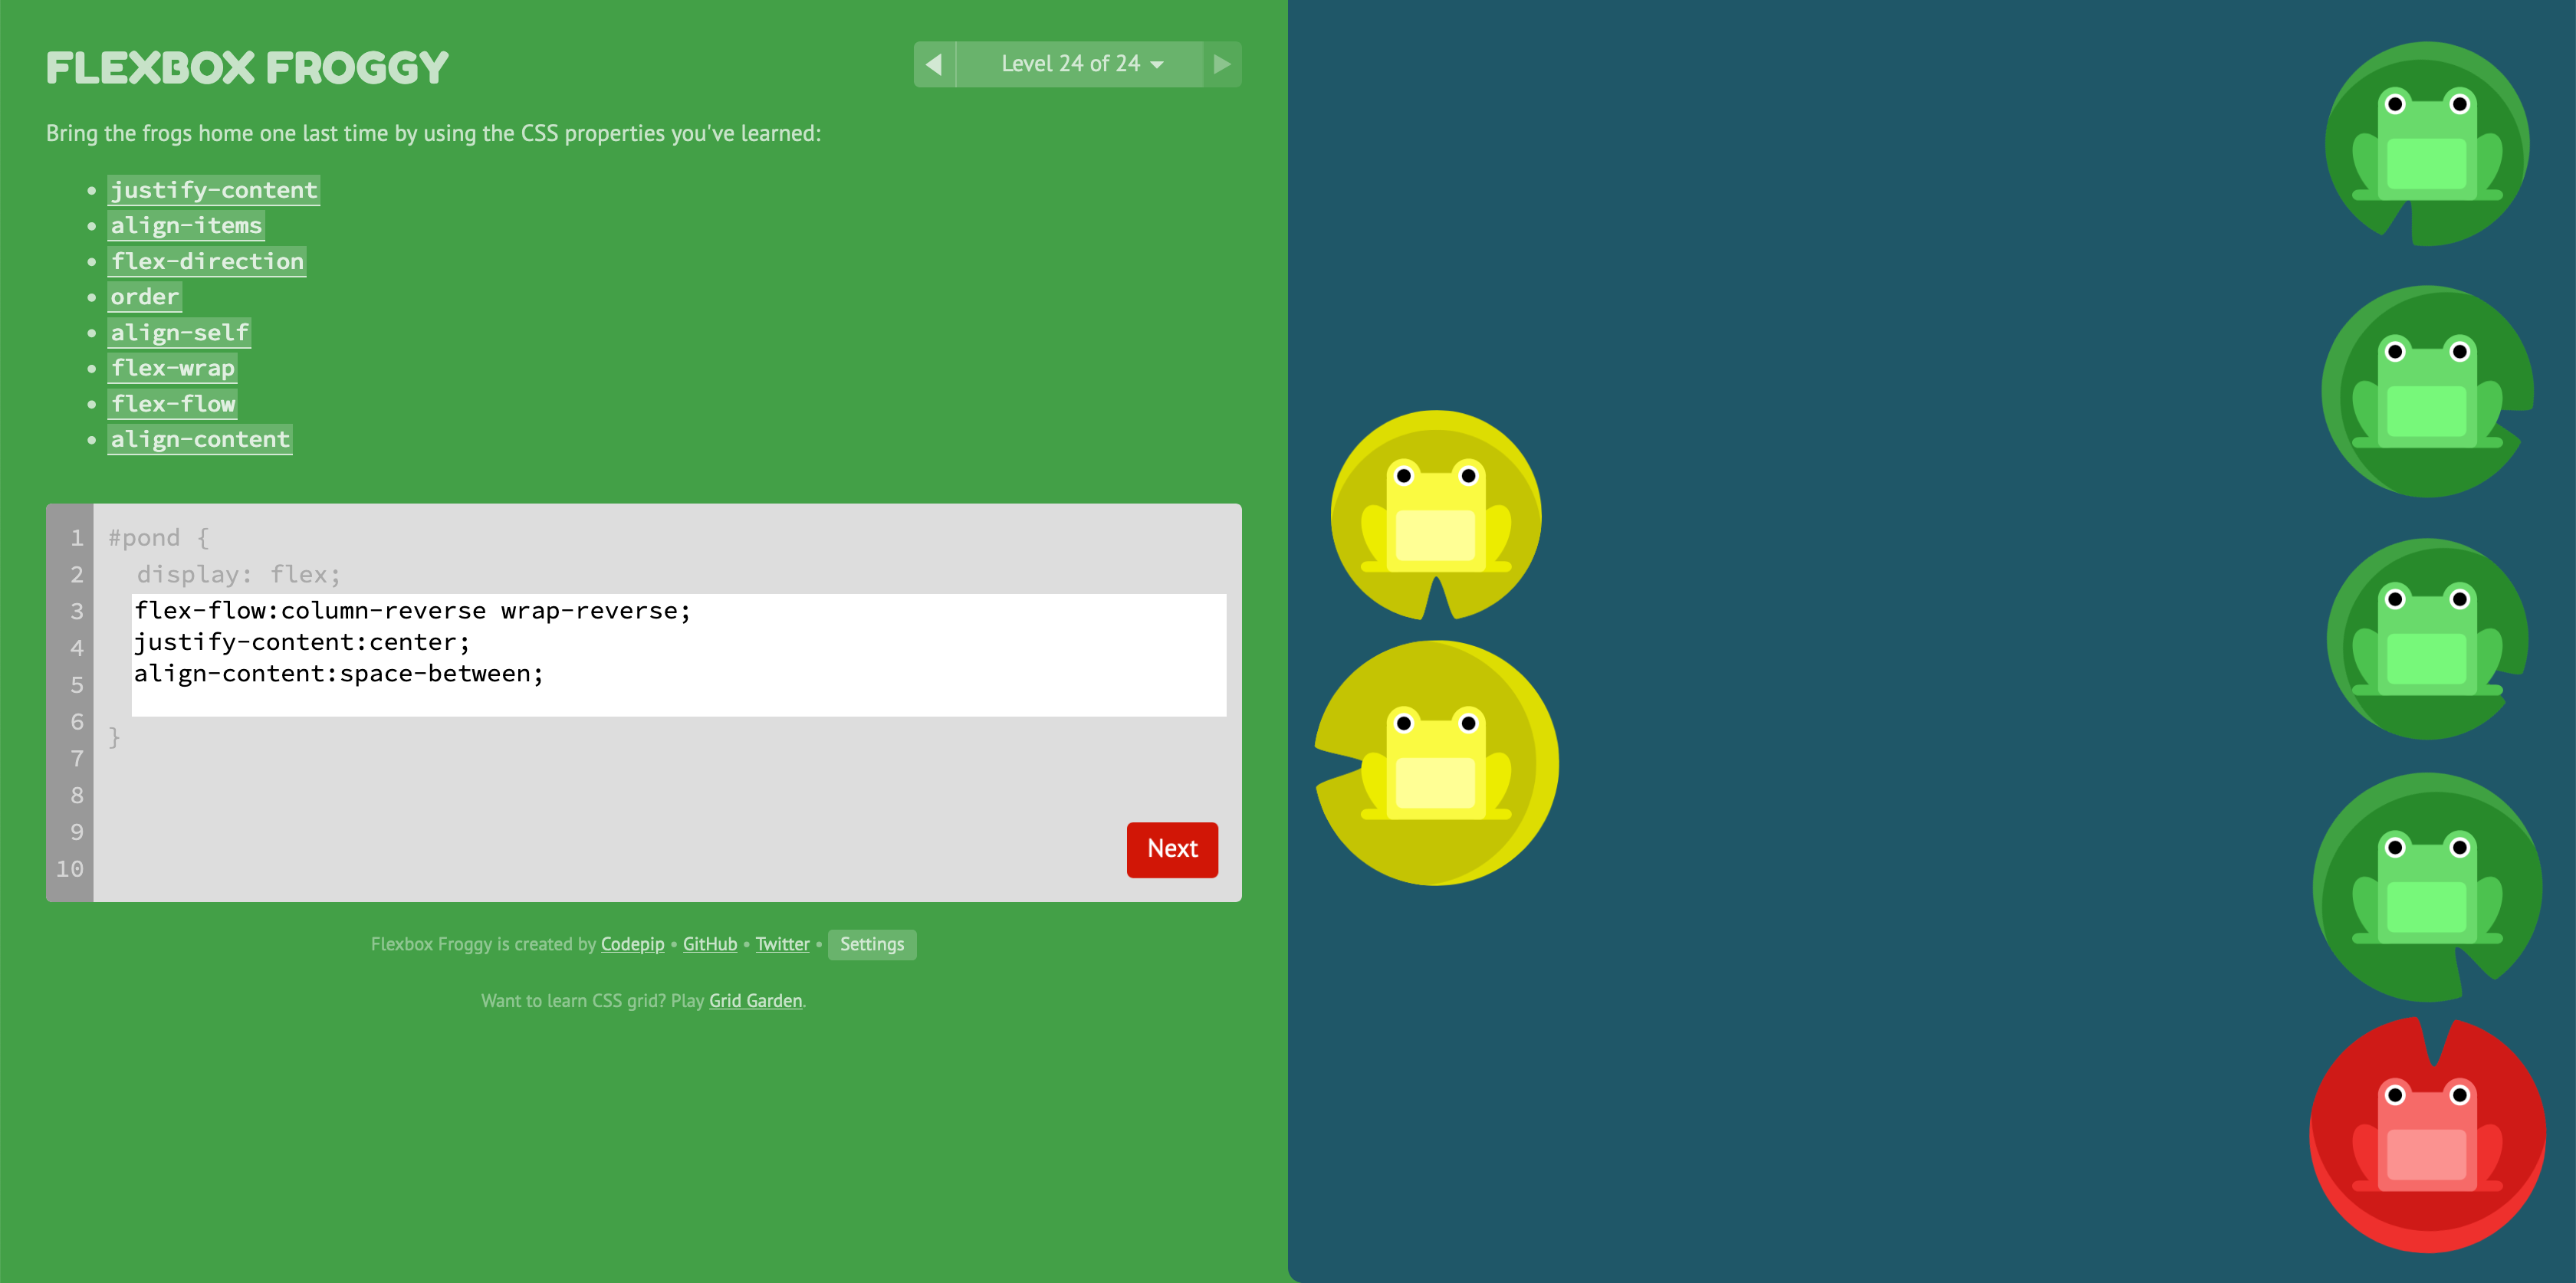 FLEXBOX FROGGY
Level 24 of 24
Bring the frogs home one last time by using the CSS properties you've learned:
• justify-content
• align-items
• flex-direction
• order
• align-self
• flex-wrap
• flex-flow
• align-content
1 #pond {
2 display: flex;
3 flex-flow:column-reverse wrap-reverse;
4 justify-content:center;
5 align-content:space-between;
6 }
7
8
9
10
Next
Flexbox Froggy is created by Codepip • GitHub • Twitter • Settings
Want to learn CSS grid? Play Grid Garden.